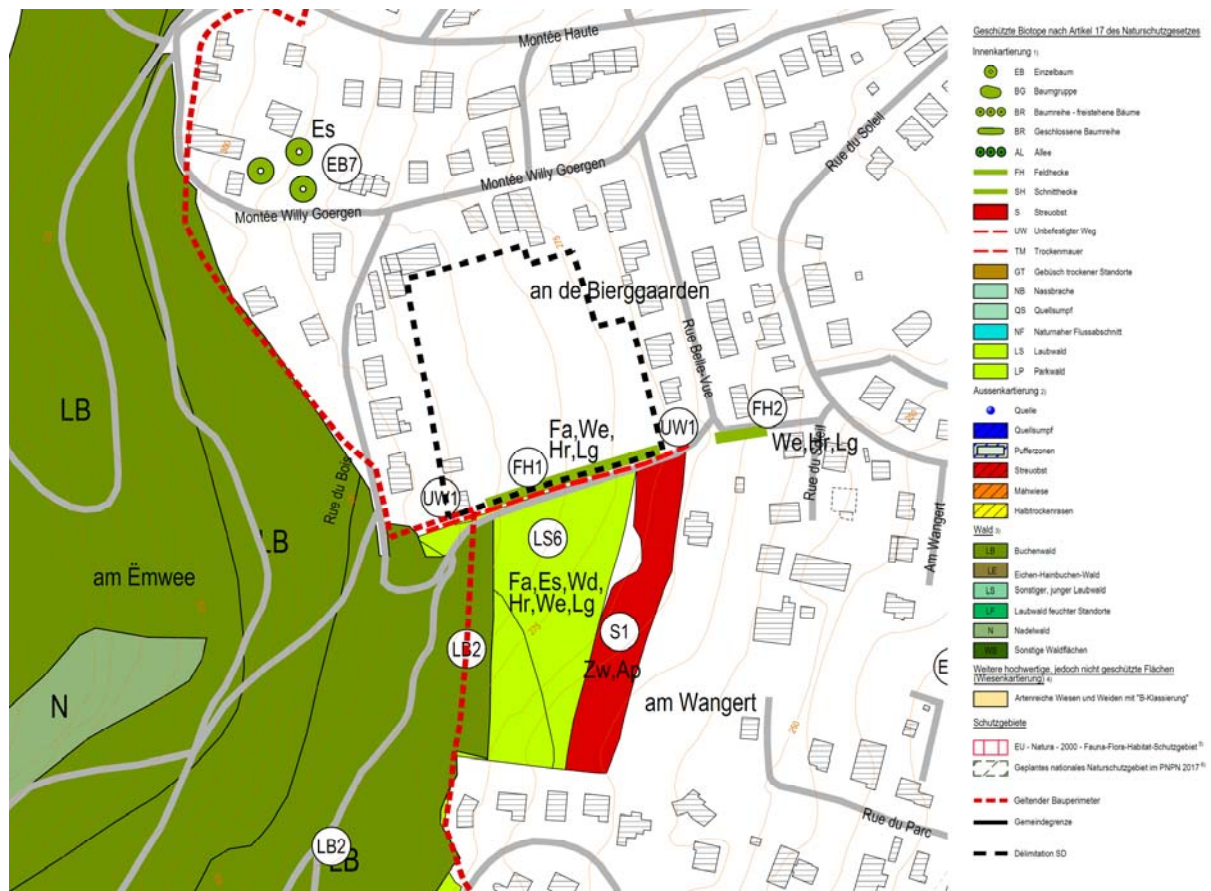 Montée Haute
Rue du Soleil
Es
EB7
Montée Willy Goergen
Montée Willy Goergen
275
an de Bierggaarden
Rue Belle-Vue
LB
Rue du Bois
Fa,We,
Hr,Lg
UW1
FH2
We,Hr,Lg
FH1
UW1
Rue du Soleil
LB
am Ëmwee
LS6
Fa,Es,Wd,
Hr,We,Lg
275
S1
Zw,Ap
Am Wangert
LB2
E
N
am Wangert
250
Rue du Parc
LB2
LB
Geschützte Biotope nach Artikel 17 des Naturschutzgesetzes
Innenkartierung 1)
EB Einzelbaum
BG Baumgruppe
BR Baumreihe - freistehene Bäume
BR Geschlossene Baumreihe
AL Allee
FH Feldhecke
SH Schnitthecke
S Streuobst
UW Unbefestigter Weg
TM Trockenmauer
GT Gebüsch trockener Standorte
NB Nassbrache
QS Quellsumpf
NF Naturnaher Flussabschnitt
LS Laubwald
LP Parkwald
Aussenkartierung 2)
Quelle
Quellsumpf
Pufferzonen
Streuobst
Mähwiese
Halbtrockenrasen
Wald 3)
LB Buchenwald
LE Eichen-Hainbuchen-Wald
LS Sonstiger, junger Laubwald
LF Laubwald feuchter Standorte
N Nadelwald
WB Sonstige Waldflächen
Weitere hochwertige, jedoch nicht geschützte Flächen
(Wiesenkartierung) 4)
Artenreiche Wiesen und Weiden mit "B-Klassierung"
Schutzgebiete
EU - Natura - 2000 - Fauna-Flora-Habitat-Schutzgebiet 5)
Geplantes nationales Naturschutzgebiet im PNPN 2017 6)
Geltender Bauperimeter
Gemeindegrenze
Délimitation SD